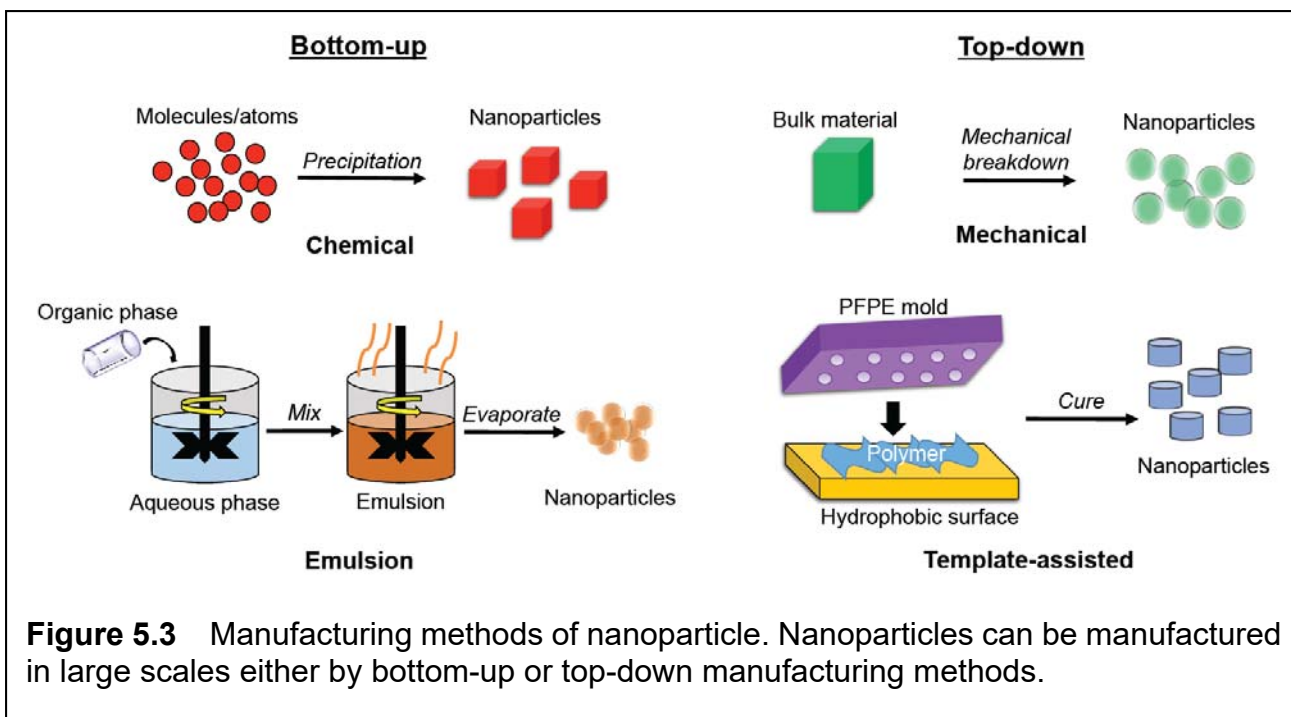 Bottom-up
Molecules/atoms
Precipitation
Nanoparticles
Chemical
Organic phase
Mix
Evaporate
Aqueous phase
Emulsion
Nanoparticles
Emulsion
Top-down
Bulk material
Mechanical
breakdown
Nanoparticles
Mechanical
PFPE mold
Polymer
Hydrophobic surface
Cure
Nanoparticles
Template-assisted
Figure 5.3 Manufacturing methods of nanoparticle. Nanoparticles can be manufactured
in large scales either by bottom-up or top-down manufacturing methods.